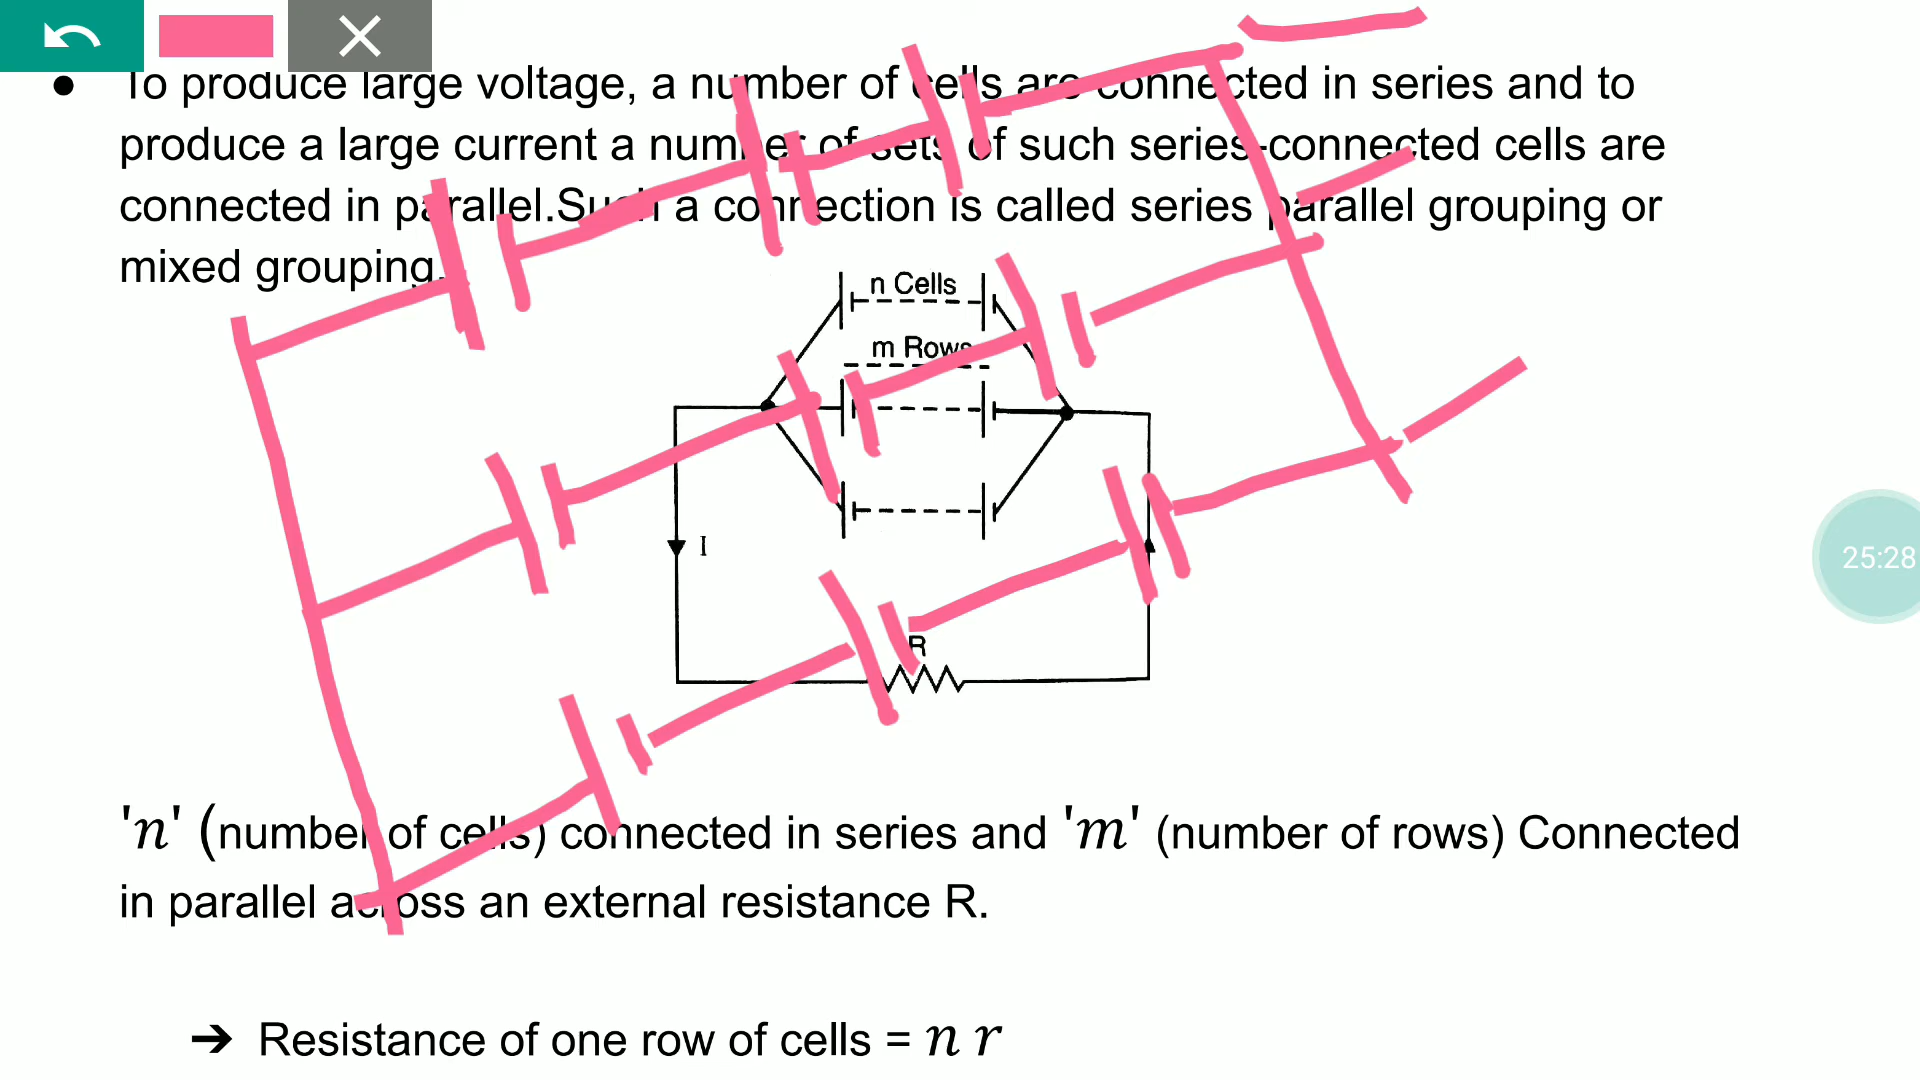 To produce large voltage, a number of cells are connected in series and to
produce a large current a number of sets of such series-connected cells are
connected in parallel.Such a connection is called series parallel grouping or
mixed grouping.
n Cells
m Rows
I
R
25:28
'n' (number of cells) connected in series and 'm' (number of rows) Connected
in parallel across an external resistance R.
➔ Resistance of one row of cells = n r